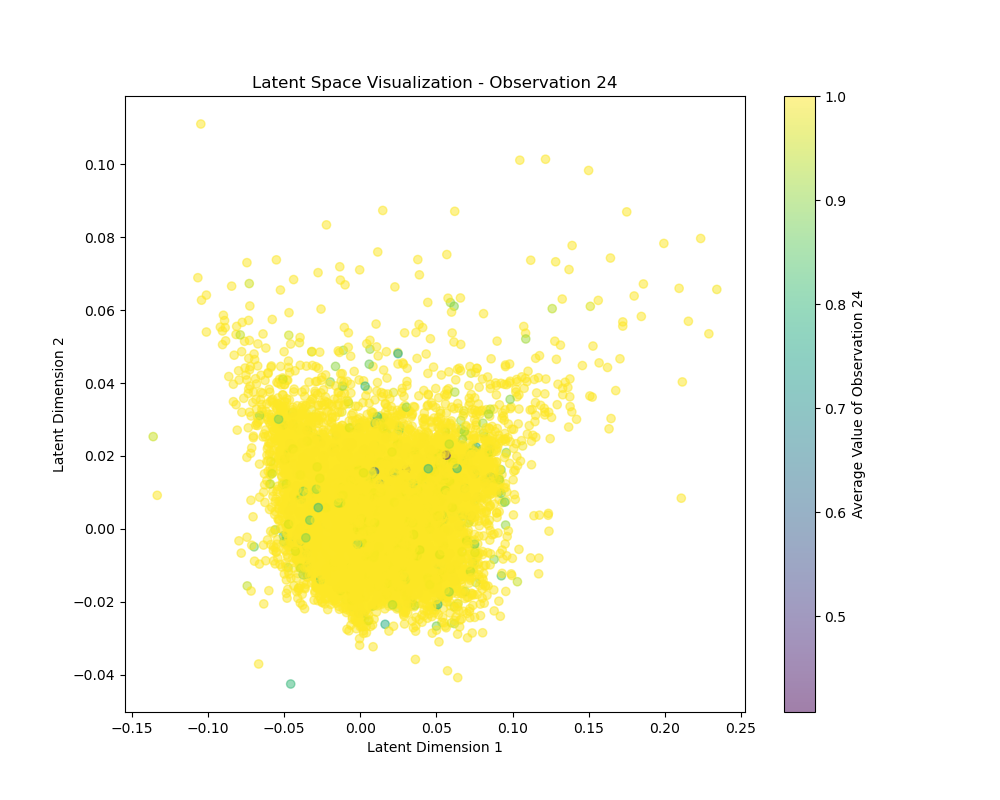 Latent Space Visualization - Observation 24
0.10
0.08
0.06
0.04
0.02
0.00
−0.02
−0.04
Latent Dimension 2
−0.15 −0.10 −0.05 0.00 0.05 0.10 0.15 0.20 0.25
Latent Dimension 1
1.0
0.9
0.8
0.7
0.6
0.5
Average Value of Observation 24